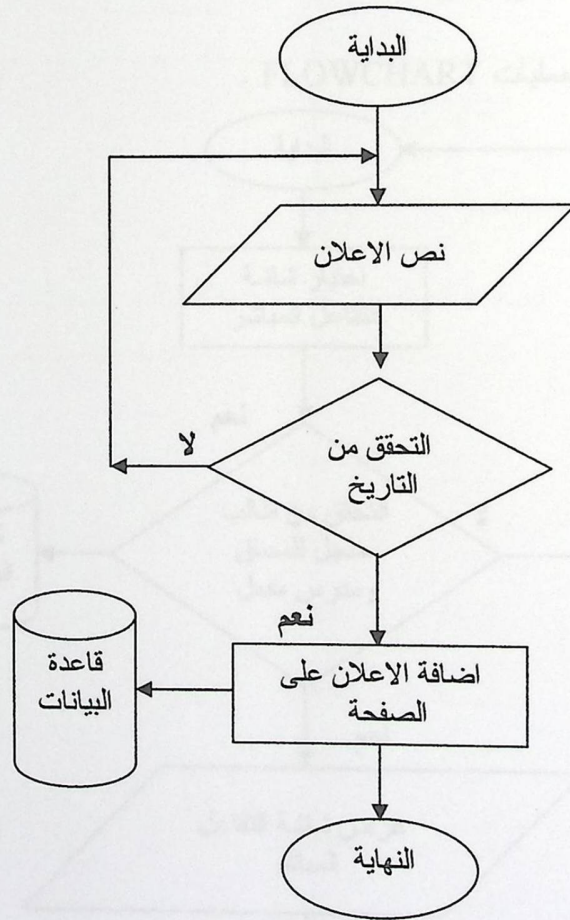 البداية
نص الاعلان
التحقق من
التاريخ
لا
نعم
اضافة الاعلان على
الصفحة
قاعدة
البيانات
النهاية